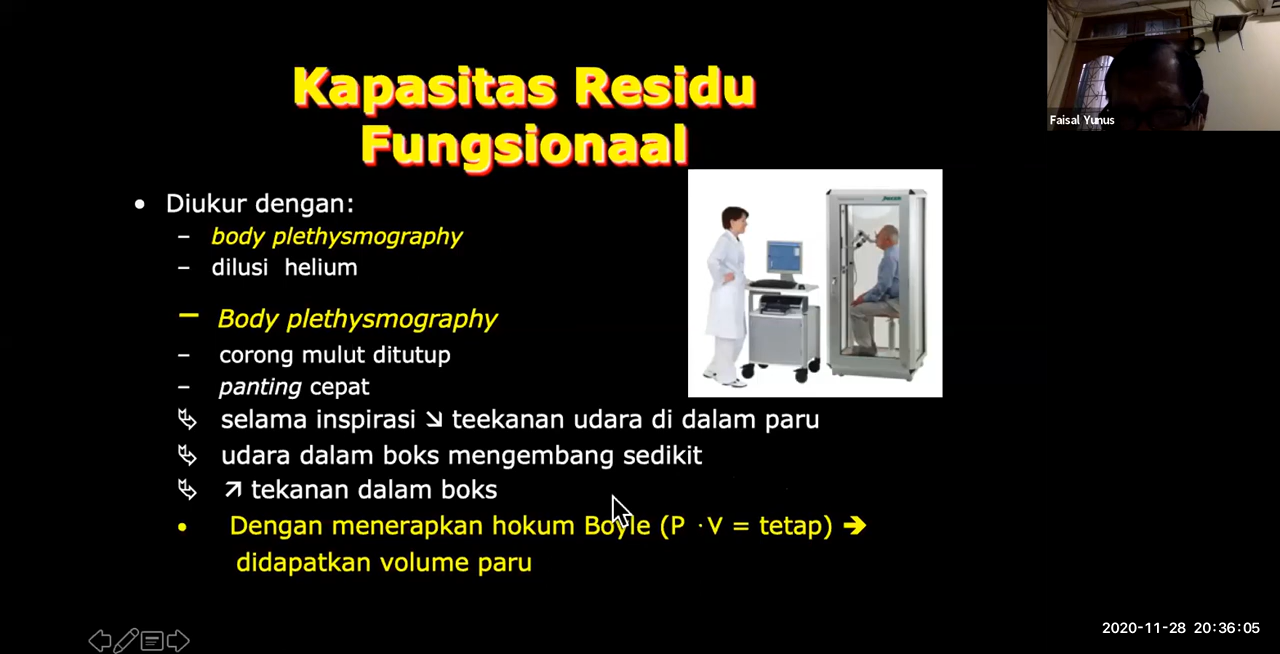 Kapasitas Residu
Fungsionaal
Faisal Yunus
• Diukur dengan:
– body plethysmography
– dilusi helium
– Body plethysmography
– corong mulut ditutup
– panting cepat
selama inspirasi ↘ teekanan udara di dalam paru
udara dalam boks mengembang sedikit
↗ tekanan dalam boks
• Dengan menerapkan hokum Boyle (P ·V = tetap) ➔
didapatkan volume paru
2020-11-28 20:36:05